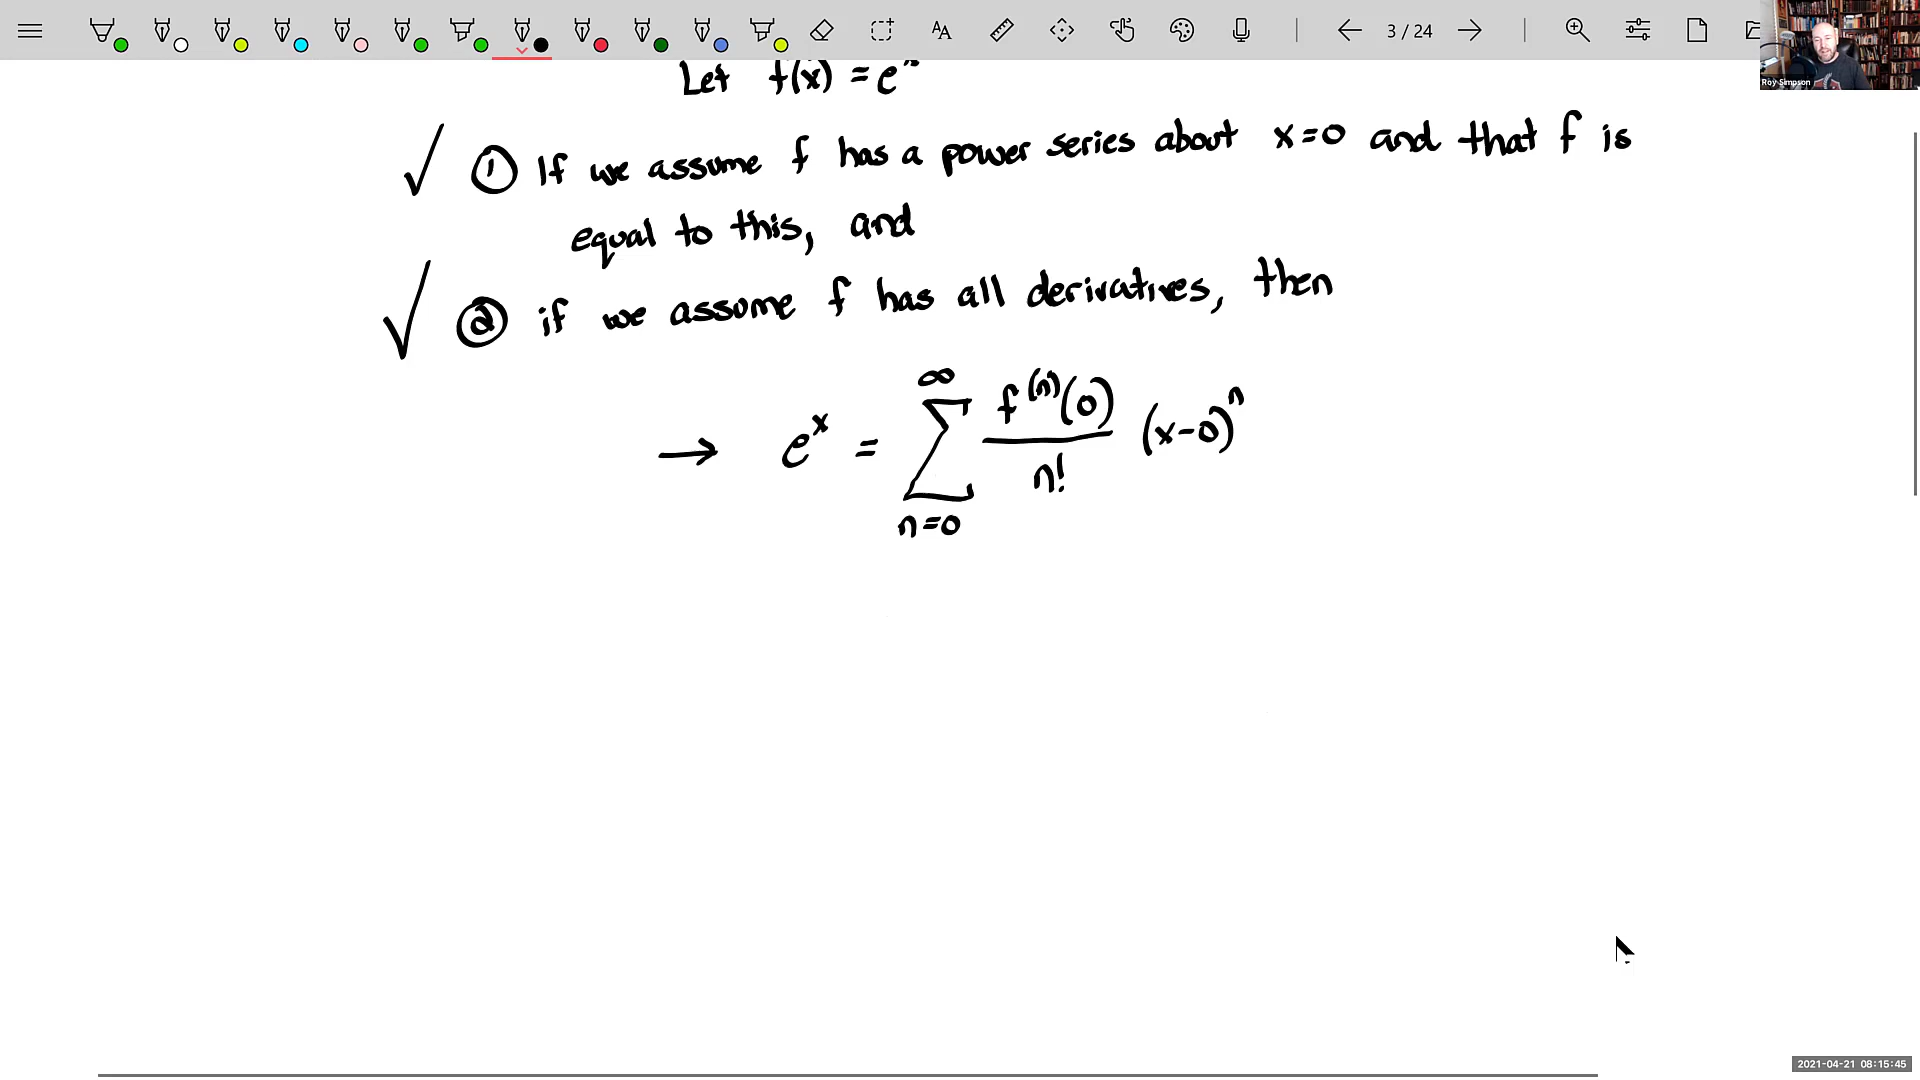 3 / 24
Roy Simpson
Let f(x) = e^x
✓ ① If we assume f has a power series about x=0 and that f is
equal to this, and
✓ ② if we assume f has all derivatives, then
→ e^x = ∑_{n=0}^{∞} f^{(n)}(0) / n! (x-0)^n
2021-04-21 08:15:45